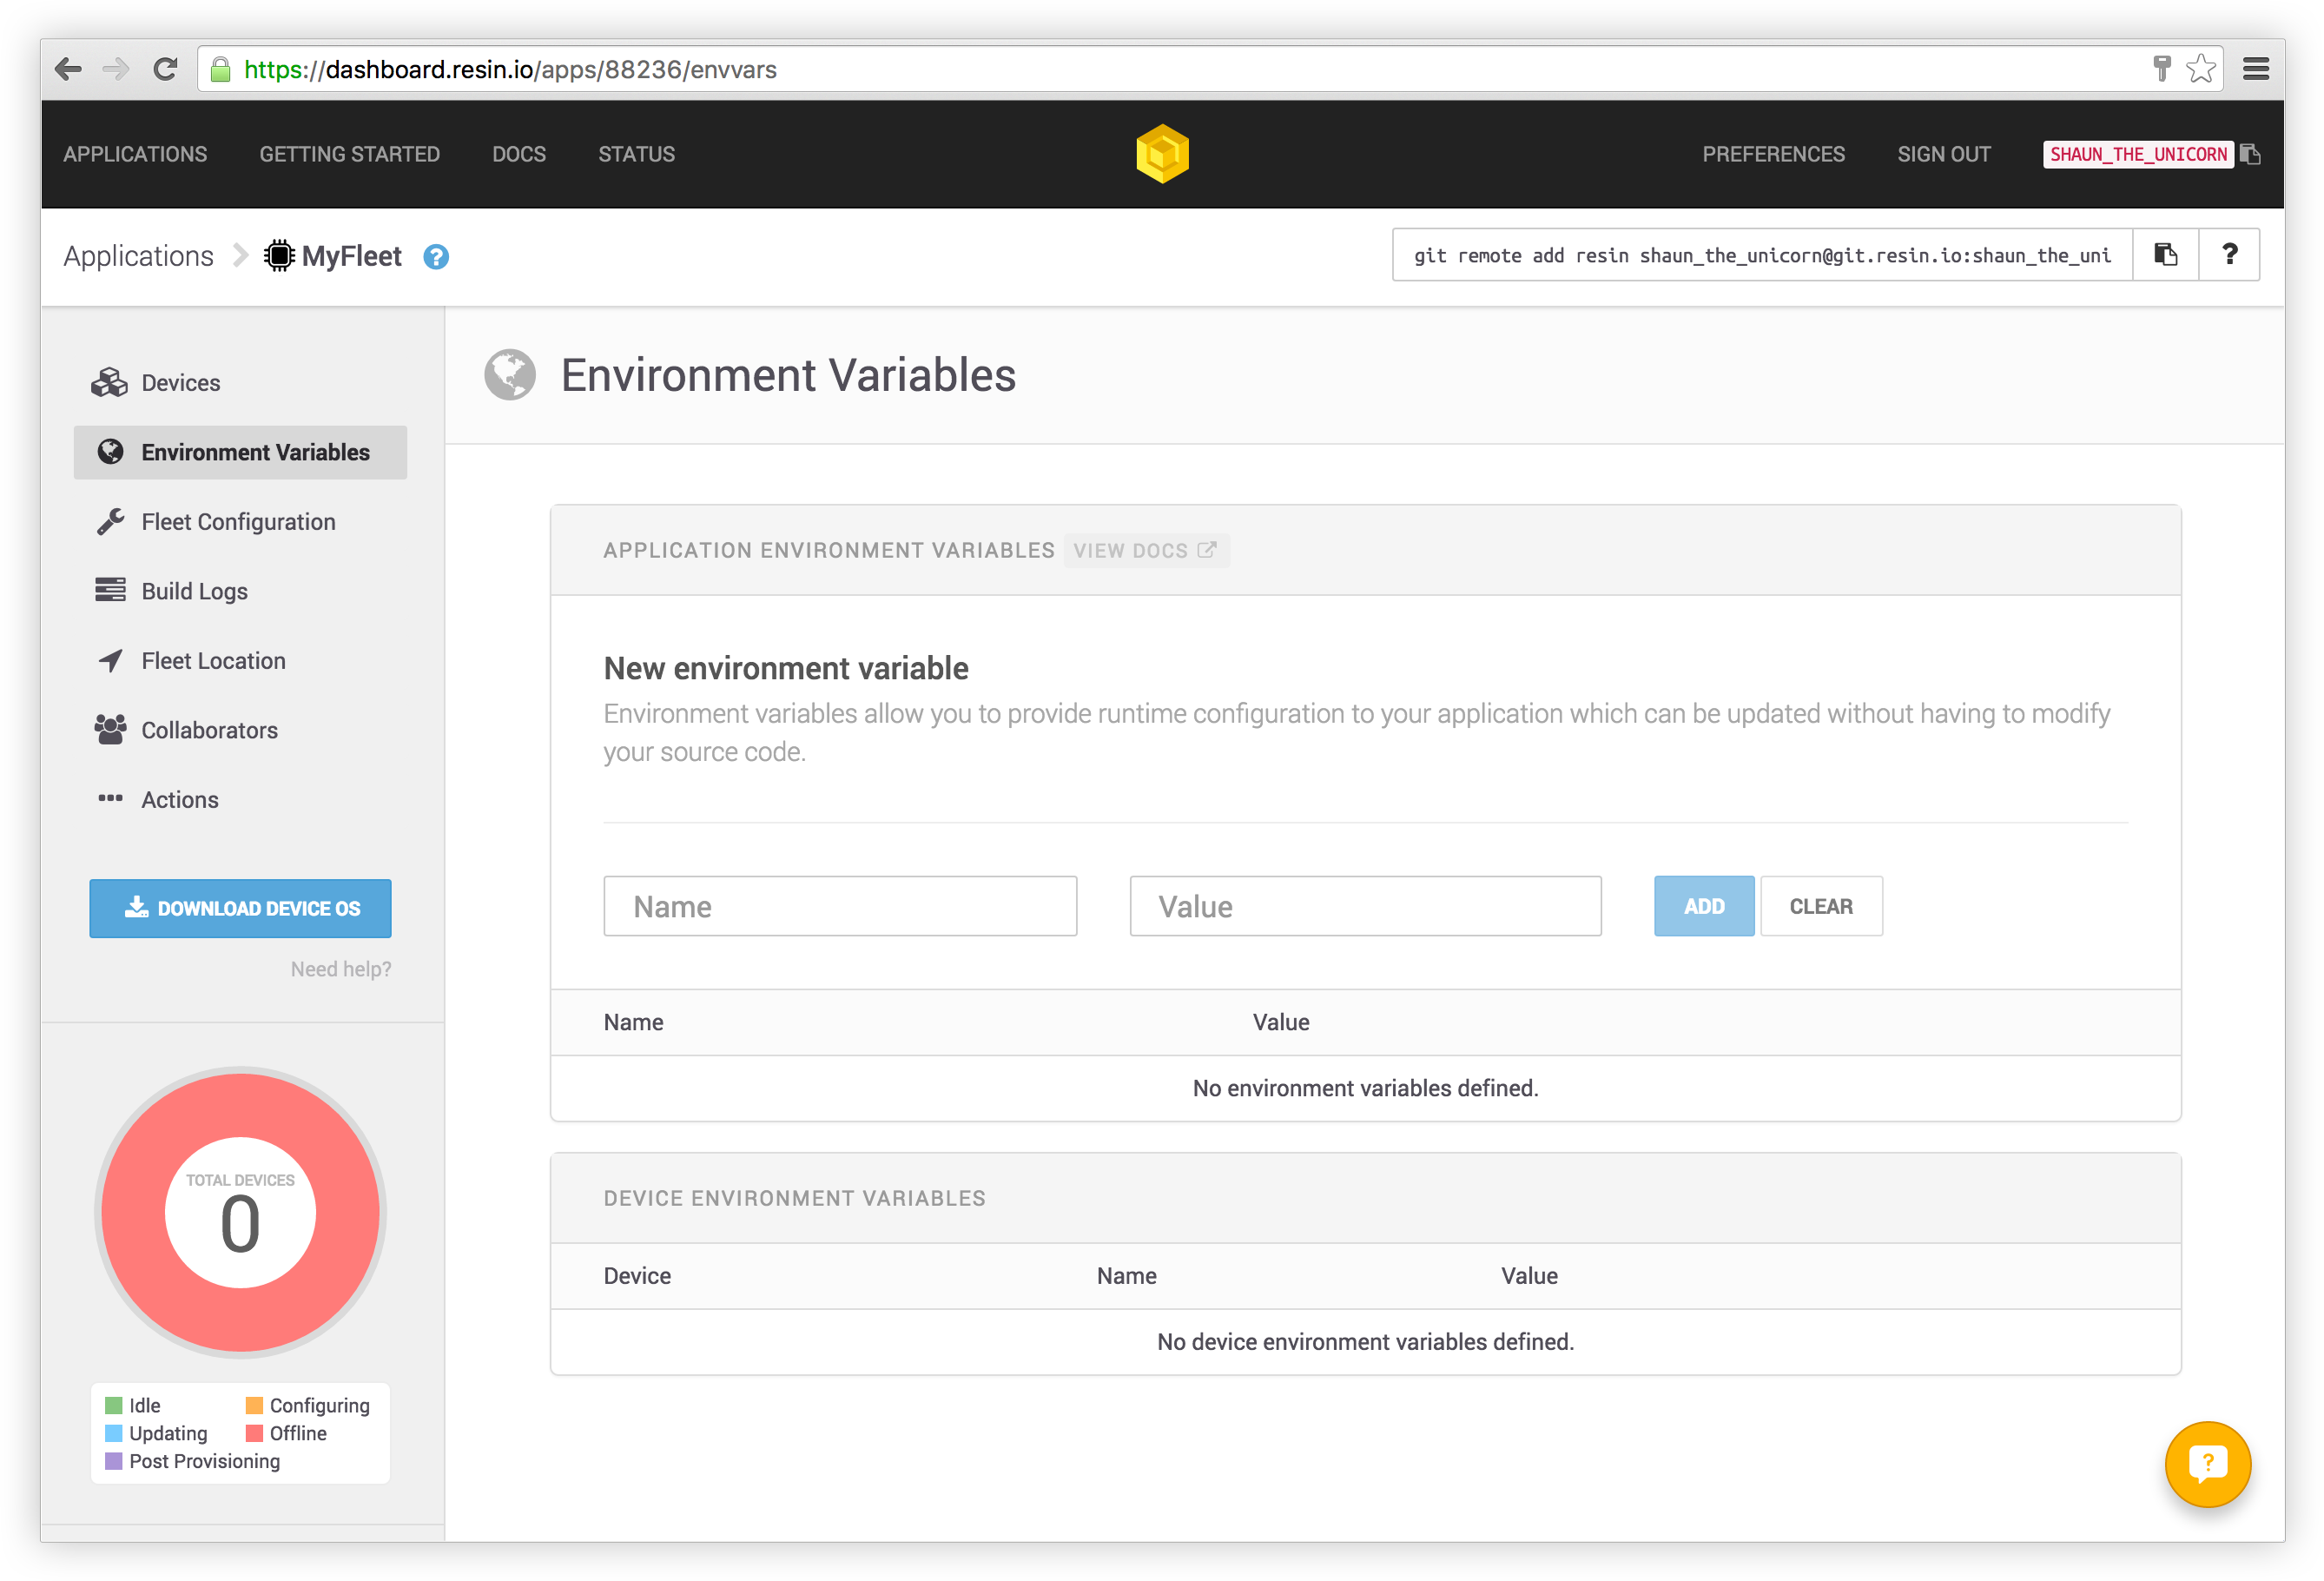 https://dashboard.resin.io/apps/88236/envvars
APPLICATIONS GETTING STARTED DOCS STATUS PREFERENCES SIGN OUT SHAUN_THE_UNICORN
Applications MyFleet ? git remote add resin shaun_the_unicorn@git.resin.io:shaun_the_uni ?
Devices
Environment Variables
Fleet Configuration
Build Logs
Fleet Location
Collaborators
Actions
DOWNLOAD DEVICE OS
Need help?
TOTAL DEVICES
0
Idle Configuring
Updating Offline
Post Provisioning
Environment Variables
APPLICATION ENVIRONMENT VARIABLES VIEW DOCS
New environment variable
Environment variables allow you to provide runtime configuration to your application which can be updated without having to modify
your source code.
Name Value ADD CLEAR
Name Value
No environment variables defined.
DEVICE ENVIRONMENT VARIABLES
Device Name Value
No device environment variables defined.
?